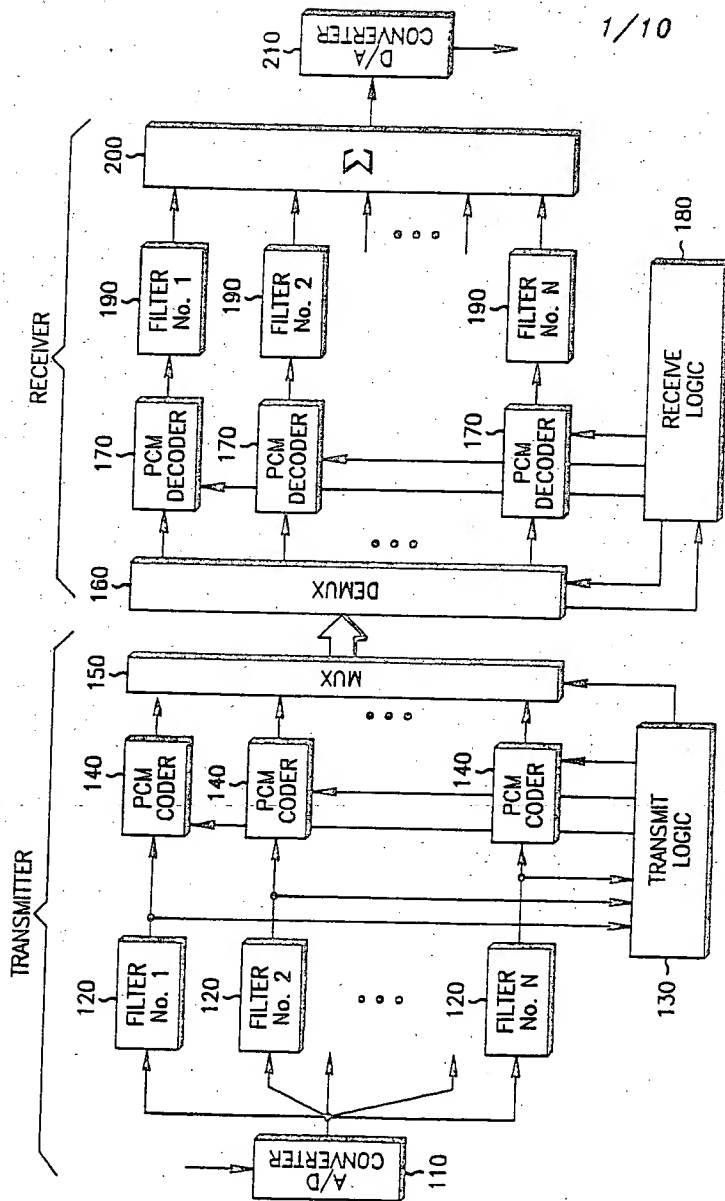 1/10
TRANSMITTER
RECEIVER
A/D
CONVERTER
110
120
FILTER
No. 1
120
FILTER
No. 2
120
FILTER
No. N
130
TRANSMIT
LOGIC
140
PCM
CODER
140
PCM
CODER
140
PCM
CODER
150
MUX
160
DEMUX
170
PCM
DECODER
170
PCM
DECODER
170
PCM
DECODER
180
RECEIVE
LOGIC
190
FILTER
No. 1
190
FILTER
No. 2
190
FILTER
No. N
200
Σ
210
D/A
CONVERTER